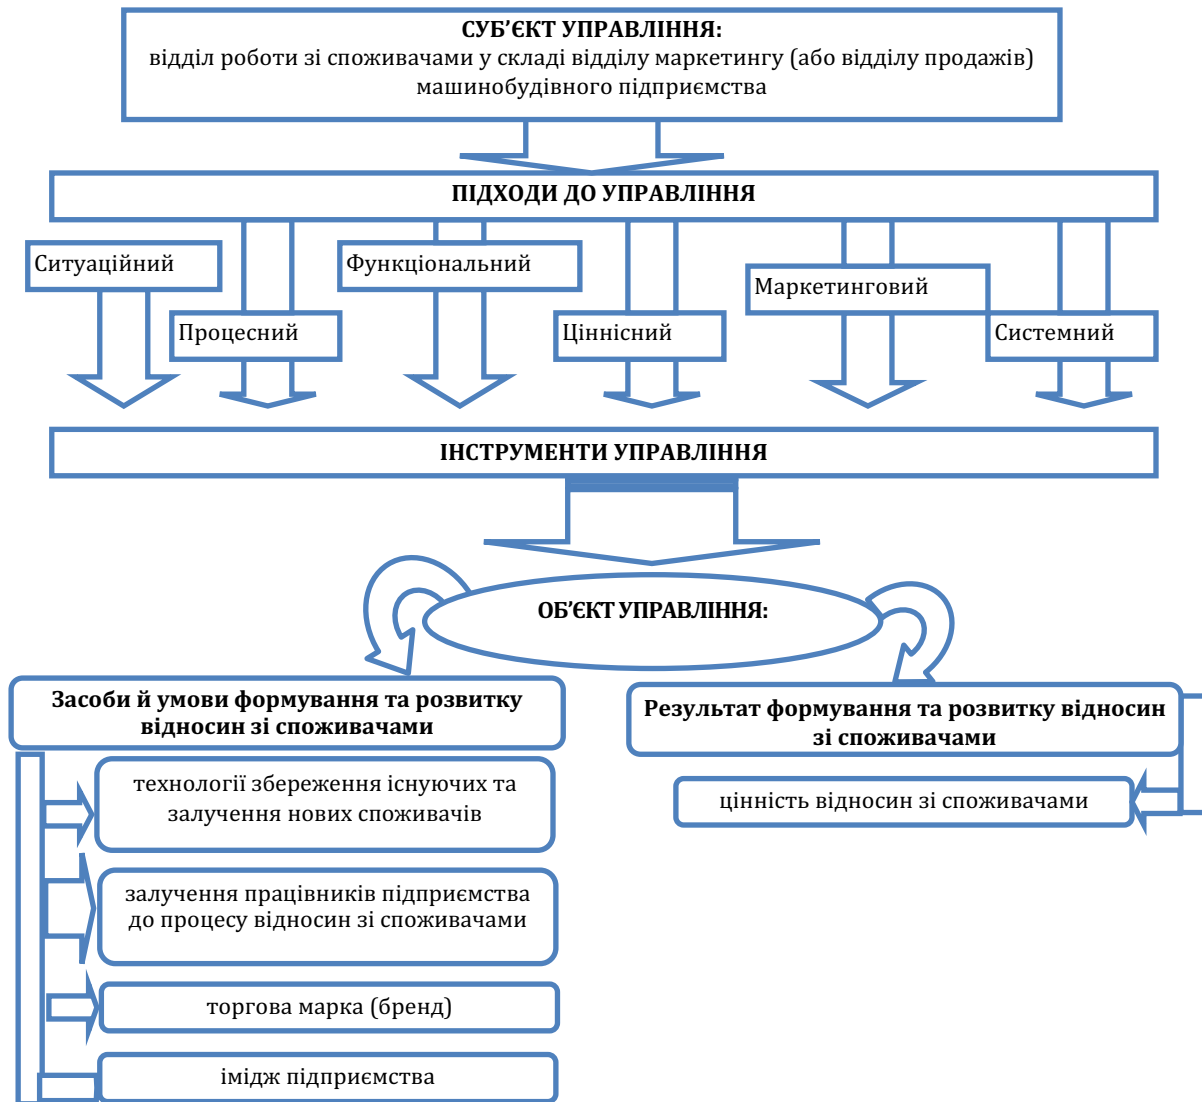 СУБ’ЄКТ УПРАВЛІННЯ:
відділ роботи зі споживачами у складі відділу маркетингу (або відділу продажів)
машинобудівного підприємства
ПІДХОДИ ДО УПРАВЛІННЯ
Ситуаційний
Функціональний
Маркетинговий
Процесний
Ціннісний
Системний
ІНСТРУМЕНТИ УПРАВЛІННЯ
ОБ’ЄКТ УПРАВЛІННЯ:
Засоби й умови формування та розвитку
відносин зі споживачами
технології збереження існуючих та
залучення нових споживачів
залучення працівників підприємства
до процесу відносин зі споживачами
торгова марка (бренд)
імідж підприємства
Результат формування та розвитку відносин
зі споживачами
цінність відносин зі споживачами